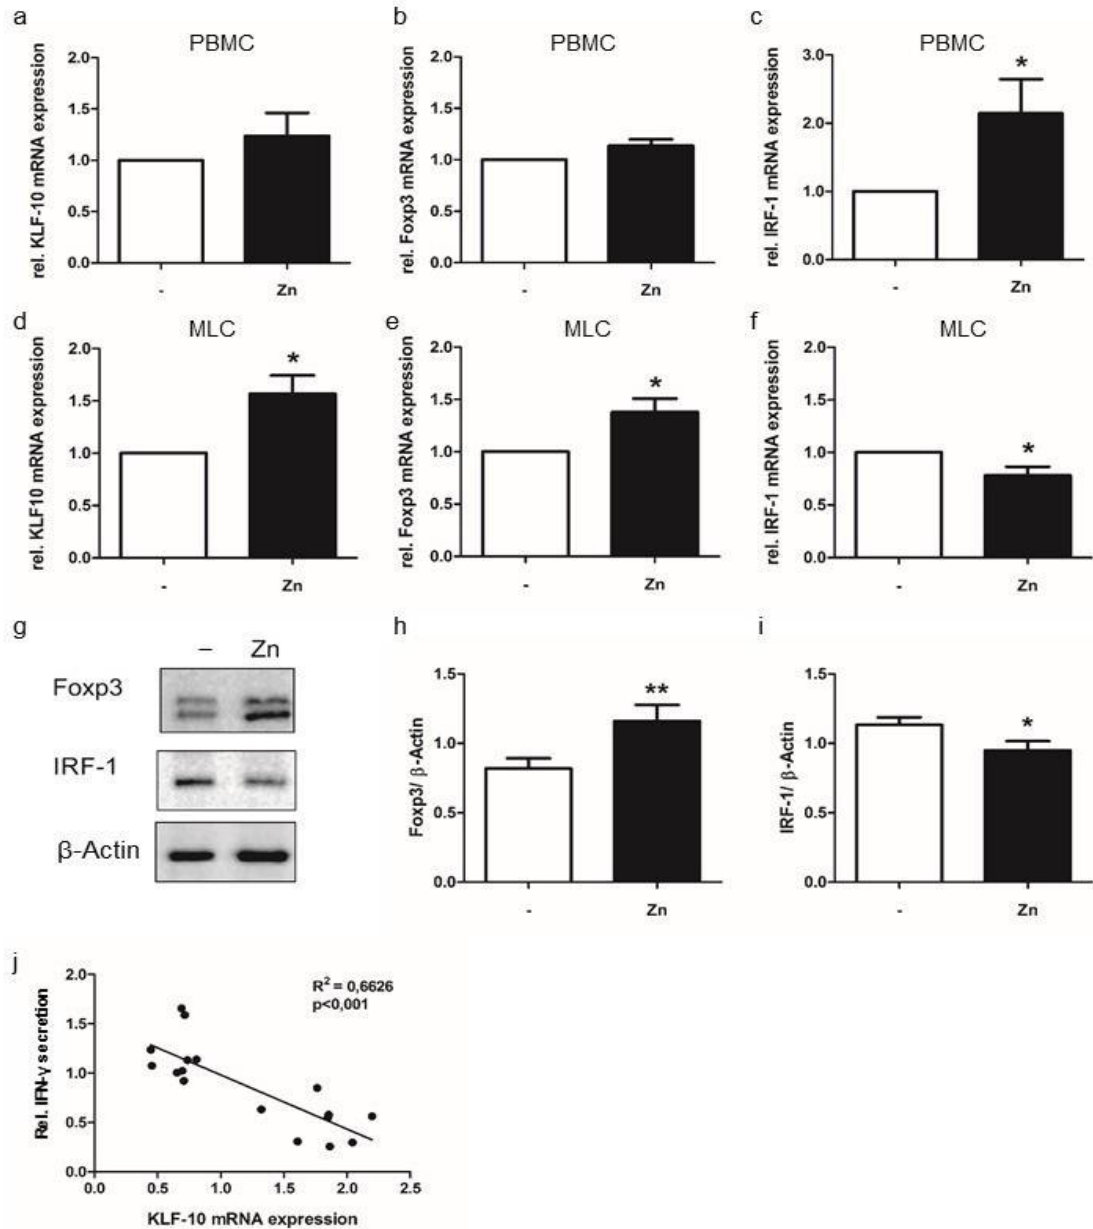 a
PBMC
rel. KLF-10 mRNA expression
2.0
1.5
1.0
0.5
0.0
-
Zn
b
PBMC
rel. Foxp3 mRNA expression
2.0
1.5
1.0
0.5
0.0
-
Zn
c
PBMC
rel. IRF-1 mRNA expression
3.0
2.0
1.0
0.0
*
-
Zn
d
MLC
rel. KLF10 mRNA expression
2.0
1.5
1.0
0.5
0.0
*
-
Zn
e
MLC
rel. Foxp3 mRNA expression
2.0
1.5
1.0
0.5
0.0
*
-
Zn
f
MLC
rel. IRF-1 mRNA expression
2.0
1.5
1.0
0.5
0.0
*
-
Zn
g
– Zn
Foxp3
IRF-1
β-Actin
h
Foxp3/ β-Actin
1.5
1.0
0.5
0.0
**
-
Zn
i
IRF-1/ β-Actin
1.5
1.0
0.5
0.0
*
-
Zn
j
Rel. IFN-γ secretion
2.0
1.5
1.0
0.5
0.0
R² = 0,6626
p<0,001
0.0 0.5 1.0 1.5 2.0 2.5
KLF-10 mRNA expression